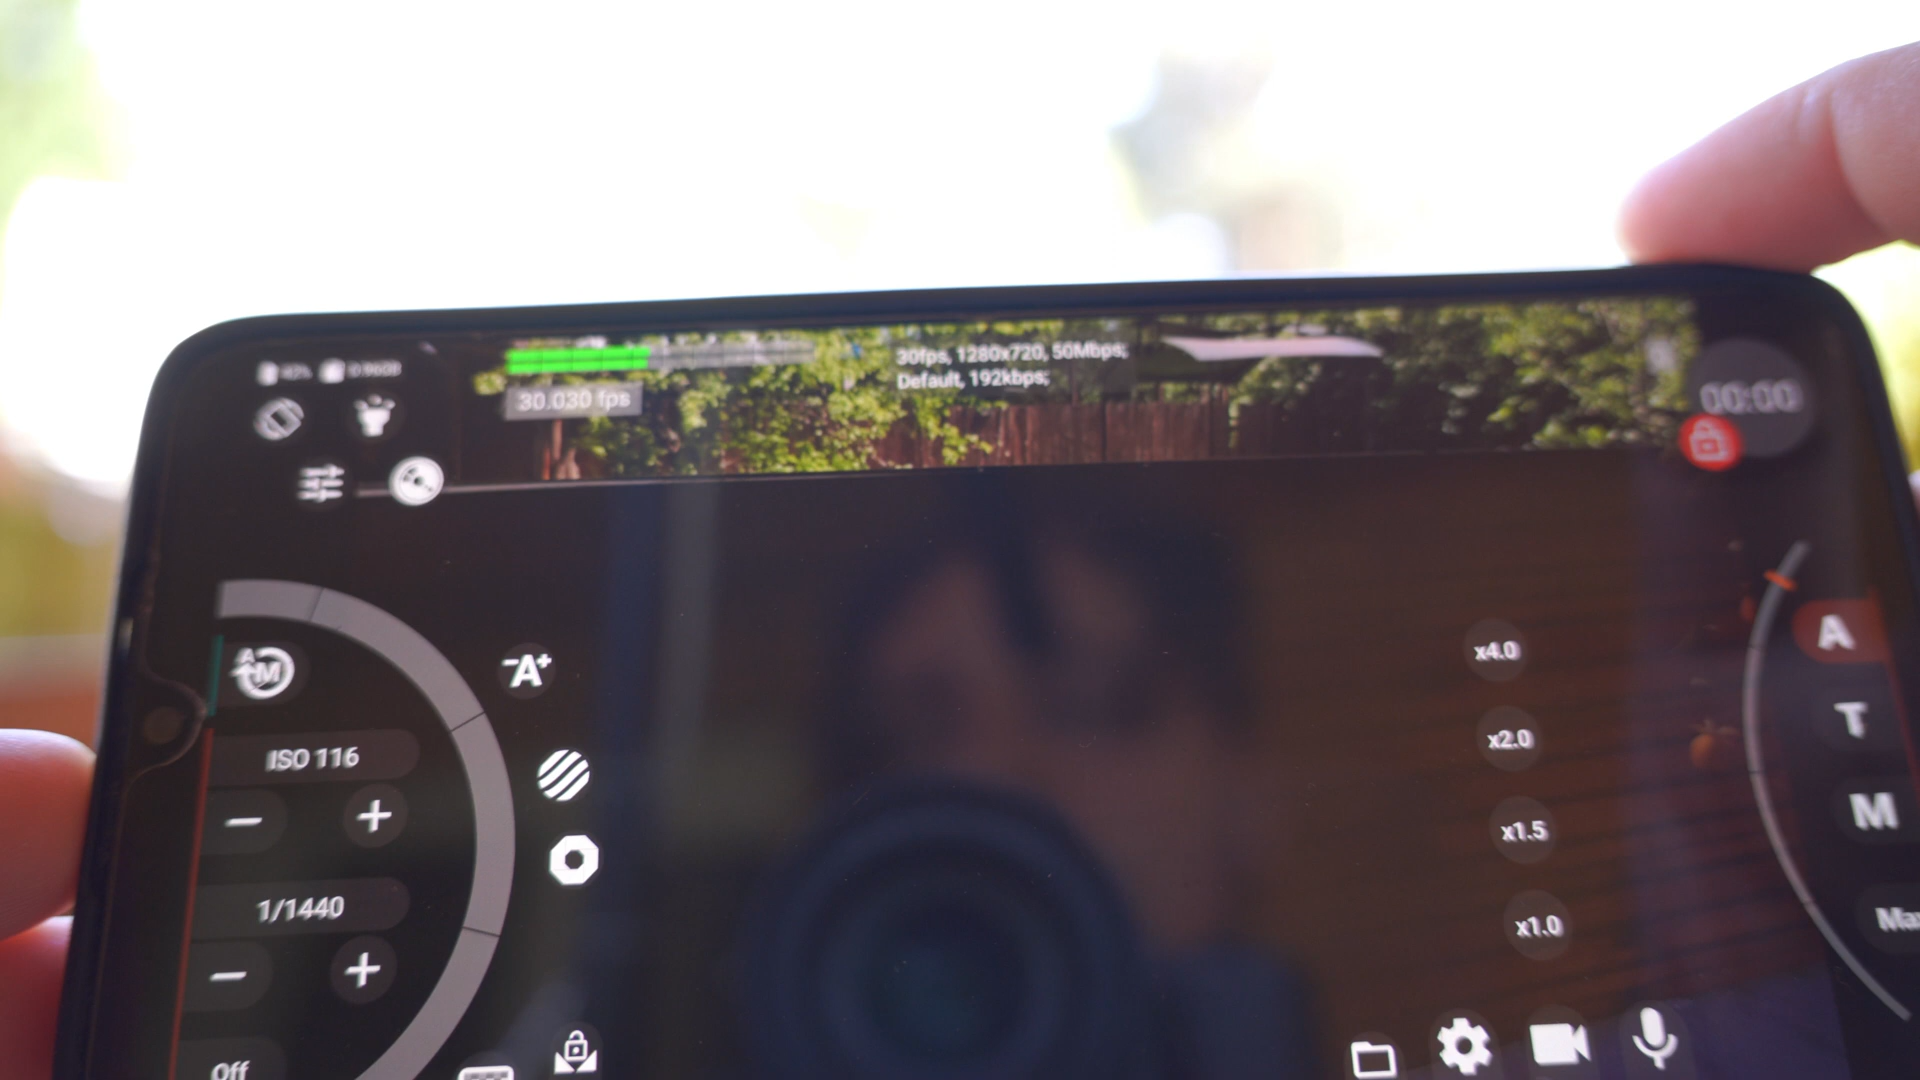 30fps, 1280x720, 50Mbps;
Default, 192kbps;
30.030 fps
00:00
A
M
-A+
ISO 116
1/1440
Off
x4.0
x2.0
x1.5
x1.0
A
T
M